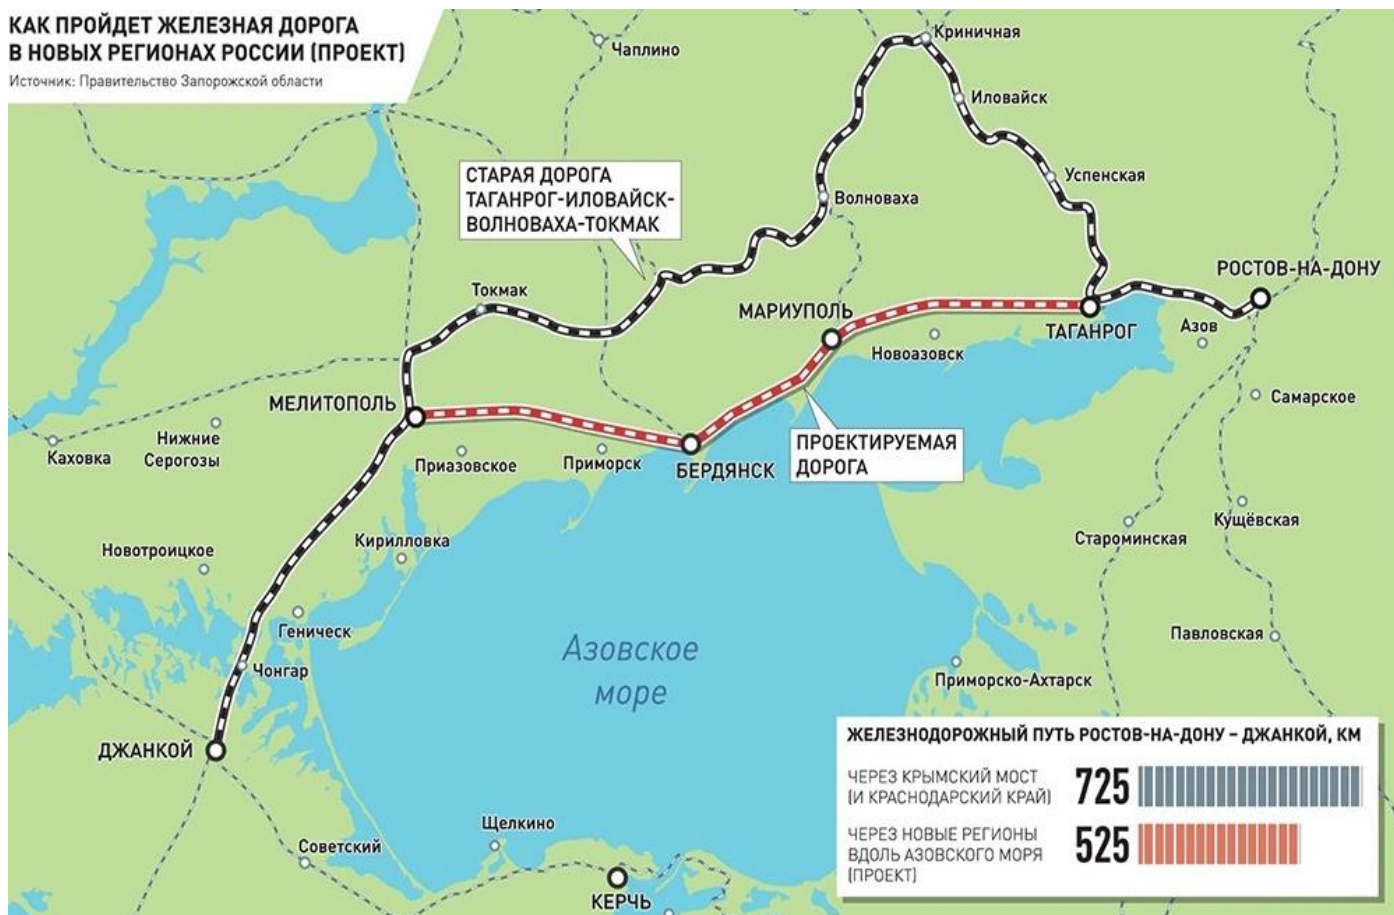 КАК ПРОЙДЕТ ЖЕЛЕЗНАЯ ДОРОГА
В НОВЫХ РЕГИОНАХ РОССИИ (ПРОЕКТ)
Источник: Правительство Запорожской области
Чаплино
Криничная
Иловайск
СТАРАЯ ДОРОГА
ТАГАНРОГ-ИЛОВАЙСК-
ВОЛНОВАХА-ТОКМАК
Успенская
Волноваха
РОСТОВ-НА-ДОНУ
Токмак
МАРИУПОЛЬ
ТАГАНРОГ
Азов
Новоазовск
МЕЛИТОПОЛЬ
Самарское
Нижние
Серогозы
Каховка
Приазовское
Приморск
БЕРДЯНСК
ПРОЕКТИРУЕМАЯ
ДОРОГА
Кущёвская
Староминская
Кирилловка
Новотроицкое
Геническ
Павловская
Азовское
море
Чонгар
Приморско-Ахтарск
ДЖАНКОЙ
Щелкино
Советский
КЕРЧЬ
ЖЕЛЕЗНОДОРОЖНЫЙ ПУТЬ РОСТОВ-НА-ДОНУ – ДЖАНКОЙ, КМ
ЧЕРЕЗ КРЫМСКИЙ МОСТ
(И КРАСНОДАРСКИЙ КРАЙ)
725
ЧЕРЕЗ НОВЫЕ РЕГИОНЫ
ВДОЛЬ АЗОВСКОГО МОРЯ
(ПРОЕКТ)
525